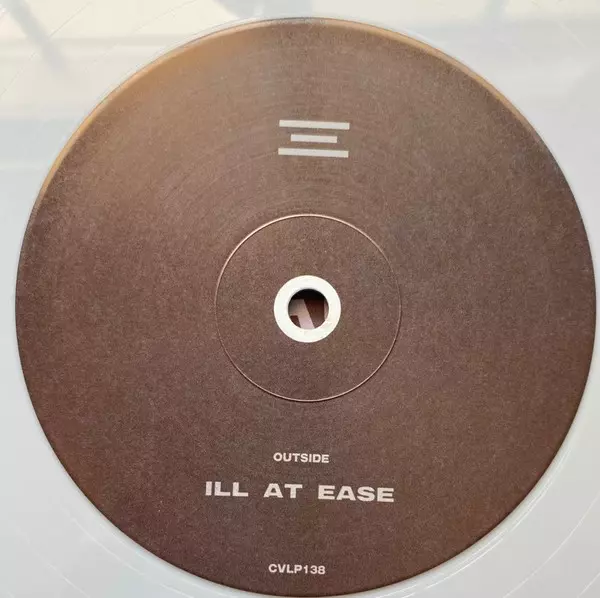 OUTSIDE
ILL AT EASE
CVLP138